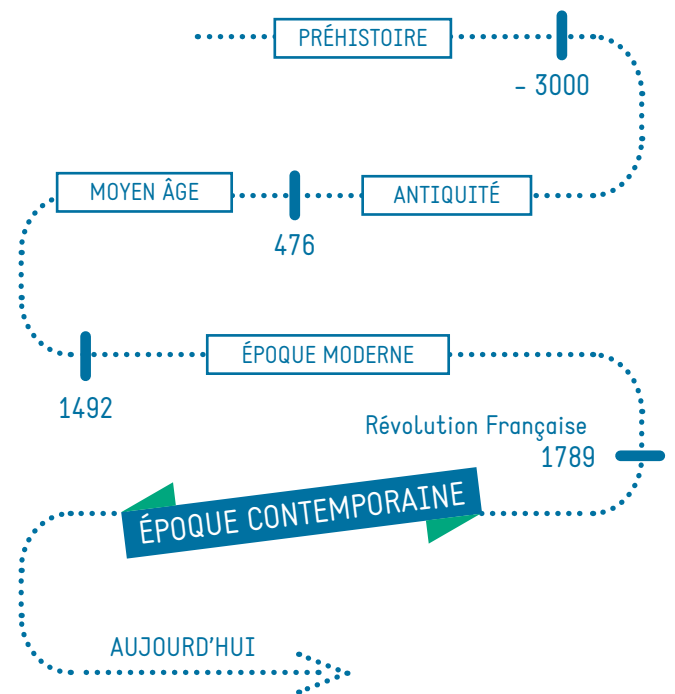 PRÉHISTOIRE
- 3000
ANTIQUITÉ
476
MOYEN ÂGE
1492
ÉPOQUE MODERNE
Révolution Française
1789
ÉPOQUE CONTEMPORAINE
AUJOURD'HUI